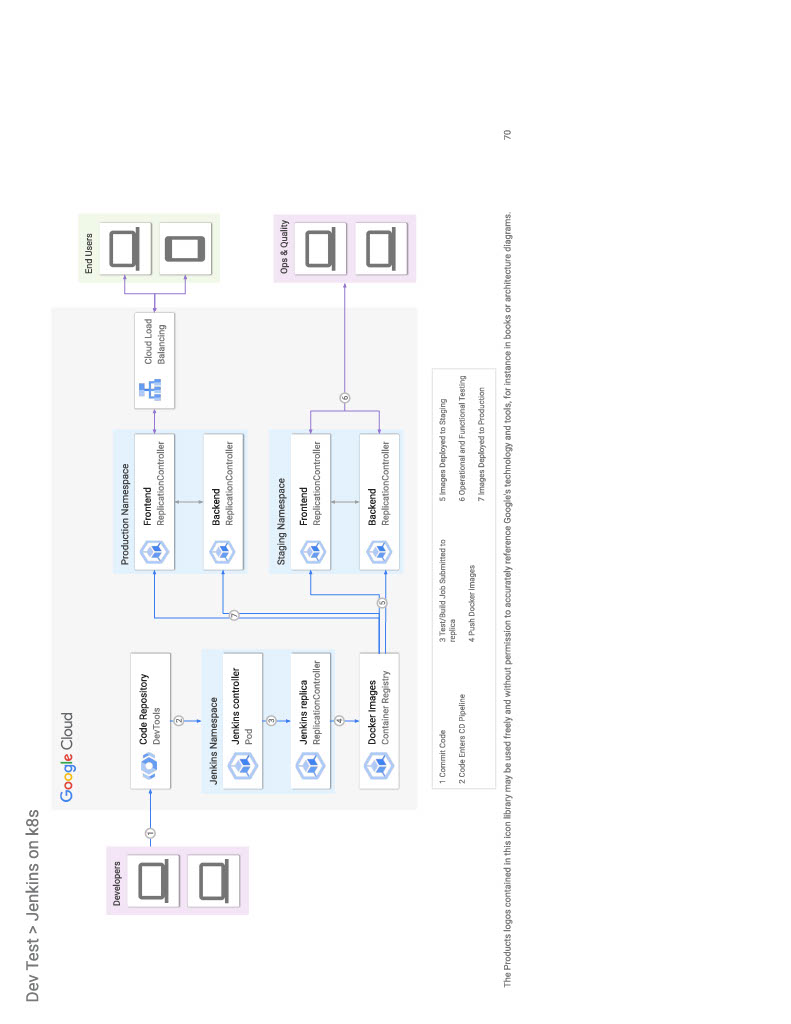 Dev Test > Jenkins on k8s
Google Cloud
Developers
1
Code Repository
DevTools
2
Jenkins Namespace
Jenkins controller
Pod
3
Jenkins replica
ReplicationController
4
Docker Images
Container Registry
Production Namespace
Frontend
ReplicationController
Backend
ReplicationController
7
Staging Namespace
Frontend
ReplicationController
Backend
ReplicationController
5
Cloud Load
Balancing
End Users
Ops & Quality
6
1 Commit Code
2 Code Enters CD Pipeline
3 Test/Build Job Submitted to
replica
4 Push Docker Images
5 Images Deployed to Staging
6 Operational and Functional Testing
7 Images Deployed to Production
The Products logos contained in this icon library may be used freely and without permission to accurately reference Google's technology and tools, for instance in books or architecture diagrams.
70